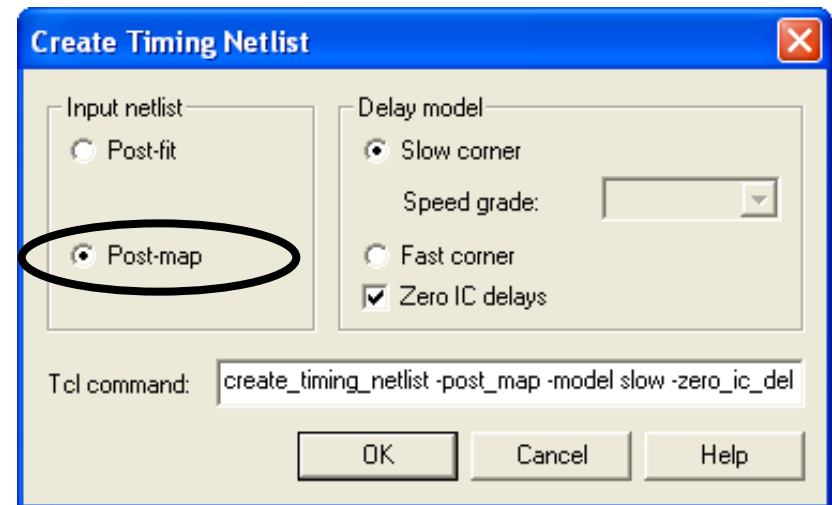 Create Timing Netlist
Input netlist
Post-fit
Post-map
Delay model
Slow corner
Speed grade:
Fast corner
Zero IC delays
Tcl command:
create_timing_netlist -post_map -model slow -zero_ic_del
OK
Cancel
Help